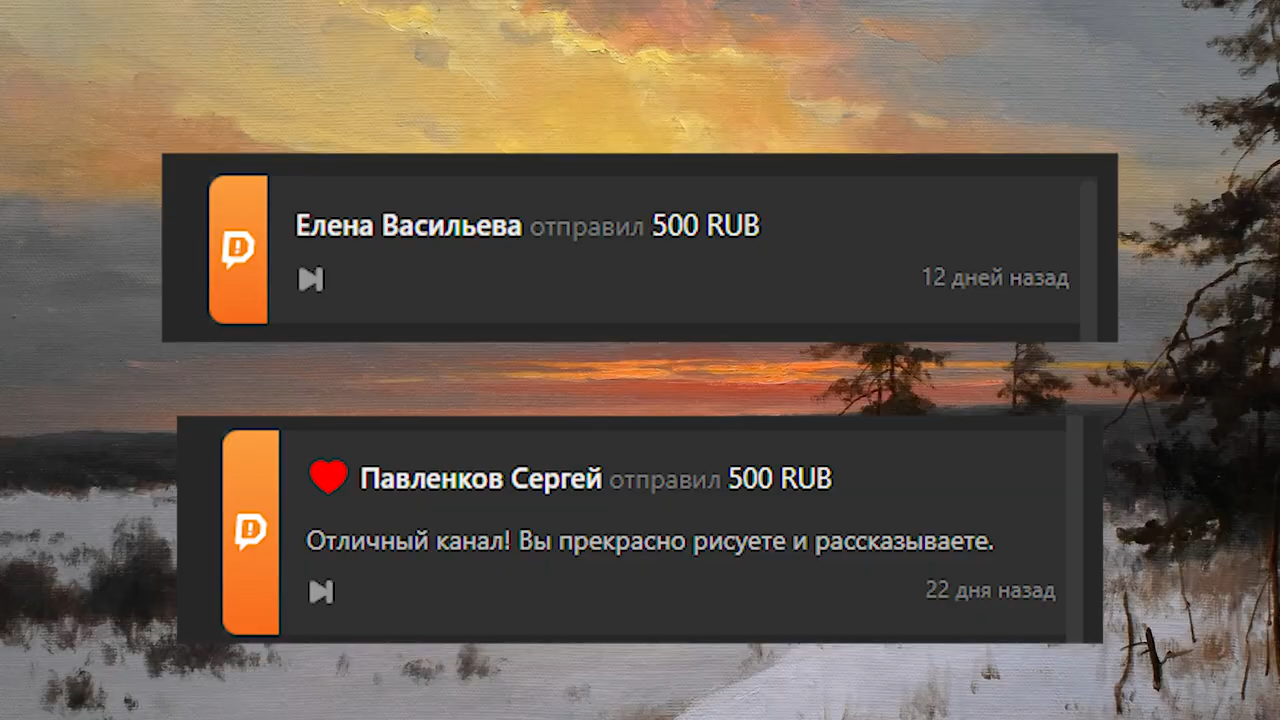 Елена Васильева отправил 500 RUB
12 дней назад
Павленков Сергей отправил 500 RUB
Отличный канал! Вы прекрасно рисуете и рассказываете.
22 дня назад